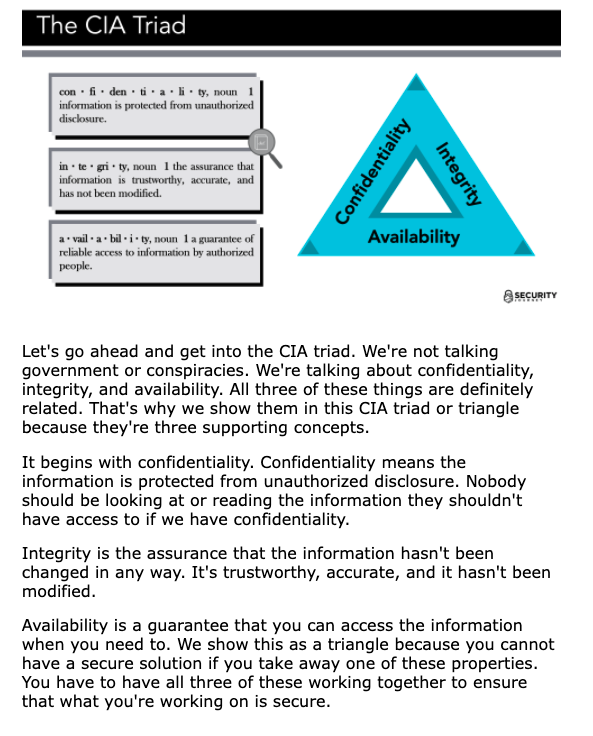 The CIA Triad
con • fi • den • ti • a • li • ty, noun 1
information is protected from unauthorized
disclosure.
in • te • gri • ty, noun 1 the assurance that
information is trustworthy, accurate, and
has not been modified.
a • vail • a • bil • i • ty, noun 1 a guarantee of
reliable access to information by authorized
people.
Confidentiality
Integrity
Availability
SECURITY
Let's go ahead and get into the CIA triad. We're not talking
government or conspiracies. We're talking about confidentiality,
integrity, and availability. All three of these things are definitely
related. That's why we show them in this CIA triad or triangle
because they're three supporting concepts.
It begins with confidentiality. Confidentiality means the
information is protected from unauthorized disclosure. Nobody
should be looking at or reading the information they shouldn't
have access to if we have confidentiality.
Integrity is the assurance that the information hasn't been
changed in any way. It's trustworthy, accurate, and it hasn't been
modified.
Availability is a guarantee that you can access the information
when you need to. We show this as a triangle because you cannot
have a secure solution if you take away one of these properties.
You have to have all three of these working together to ensure
that what you're working on is secure.